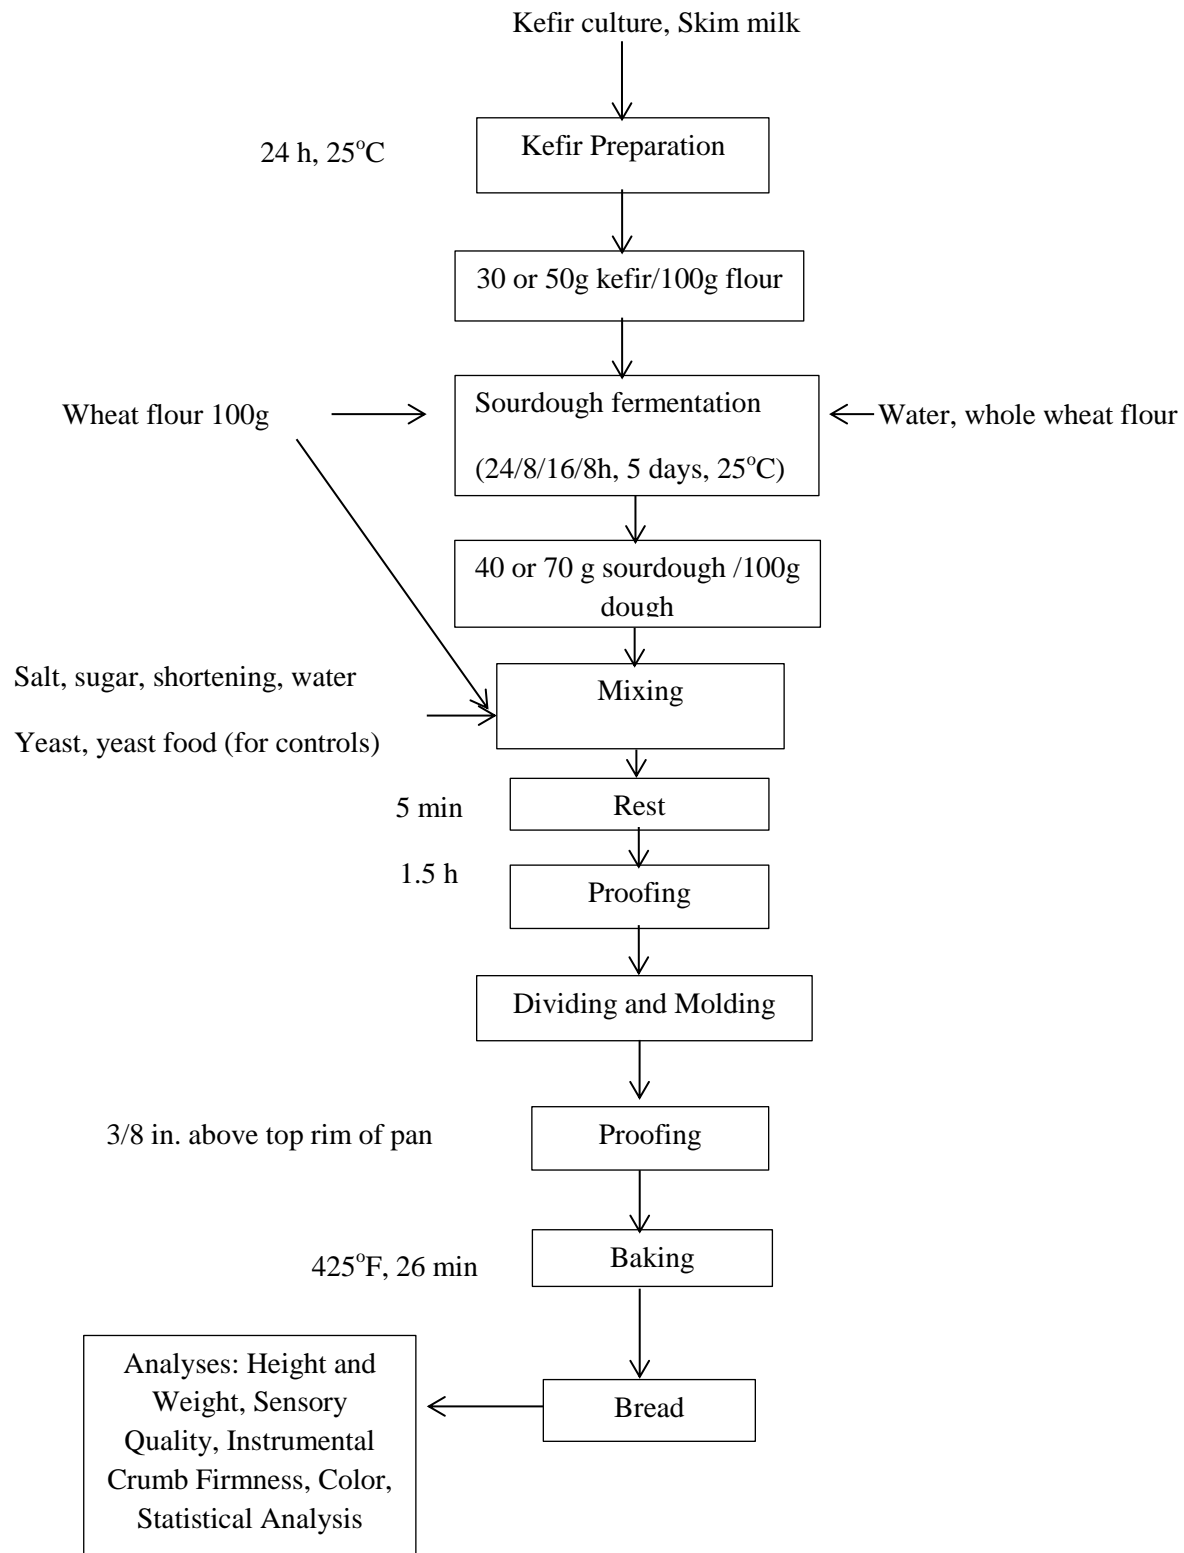 Kefir culture, Skim milk
24 h, 25°C
Kefir Preparation
30 or 50g kefir/100g flour
Wheat flour 100g
Sourdough fermentation
(24/8/16/8h, 5 days, 25°C)
Water, whole wheat flour
40 or 70 g sourdough /100g
dough
Salt, sugar, shortening, water
Yeast, yeast food (for controls)
Mixing
5 min
Rest
1.5 h
Proofing
Dividing and Molding
3/8 in. above top rim of pan
Proofing
425°F, 26 min
Baking
Bread
Analyses: Height and
Weight, Sensory
Quality, Instrumental
Crumb Firmness, Color,
Statistical Analysis